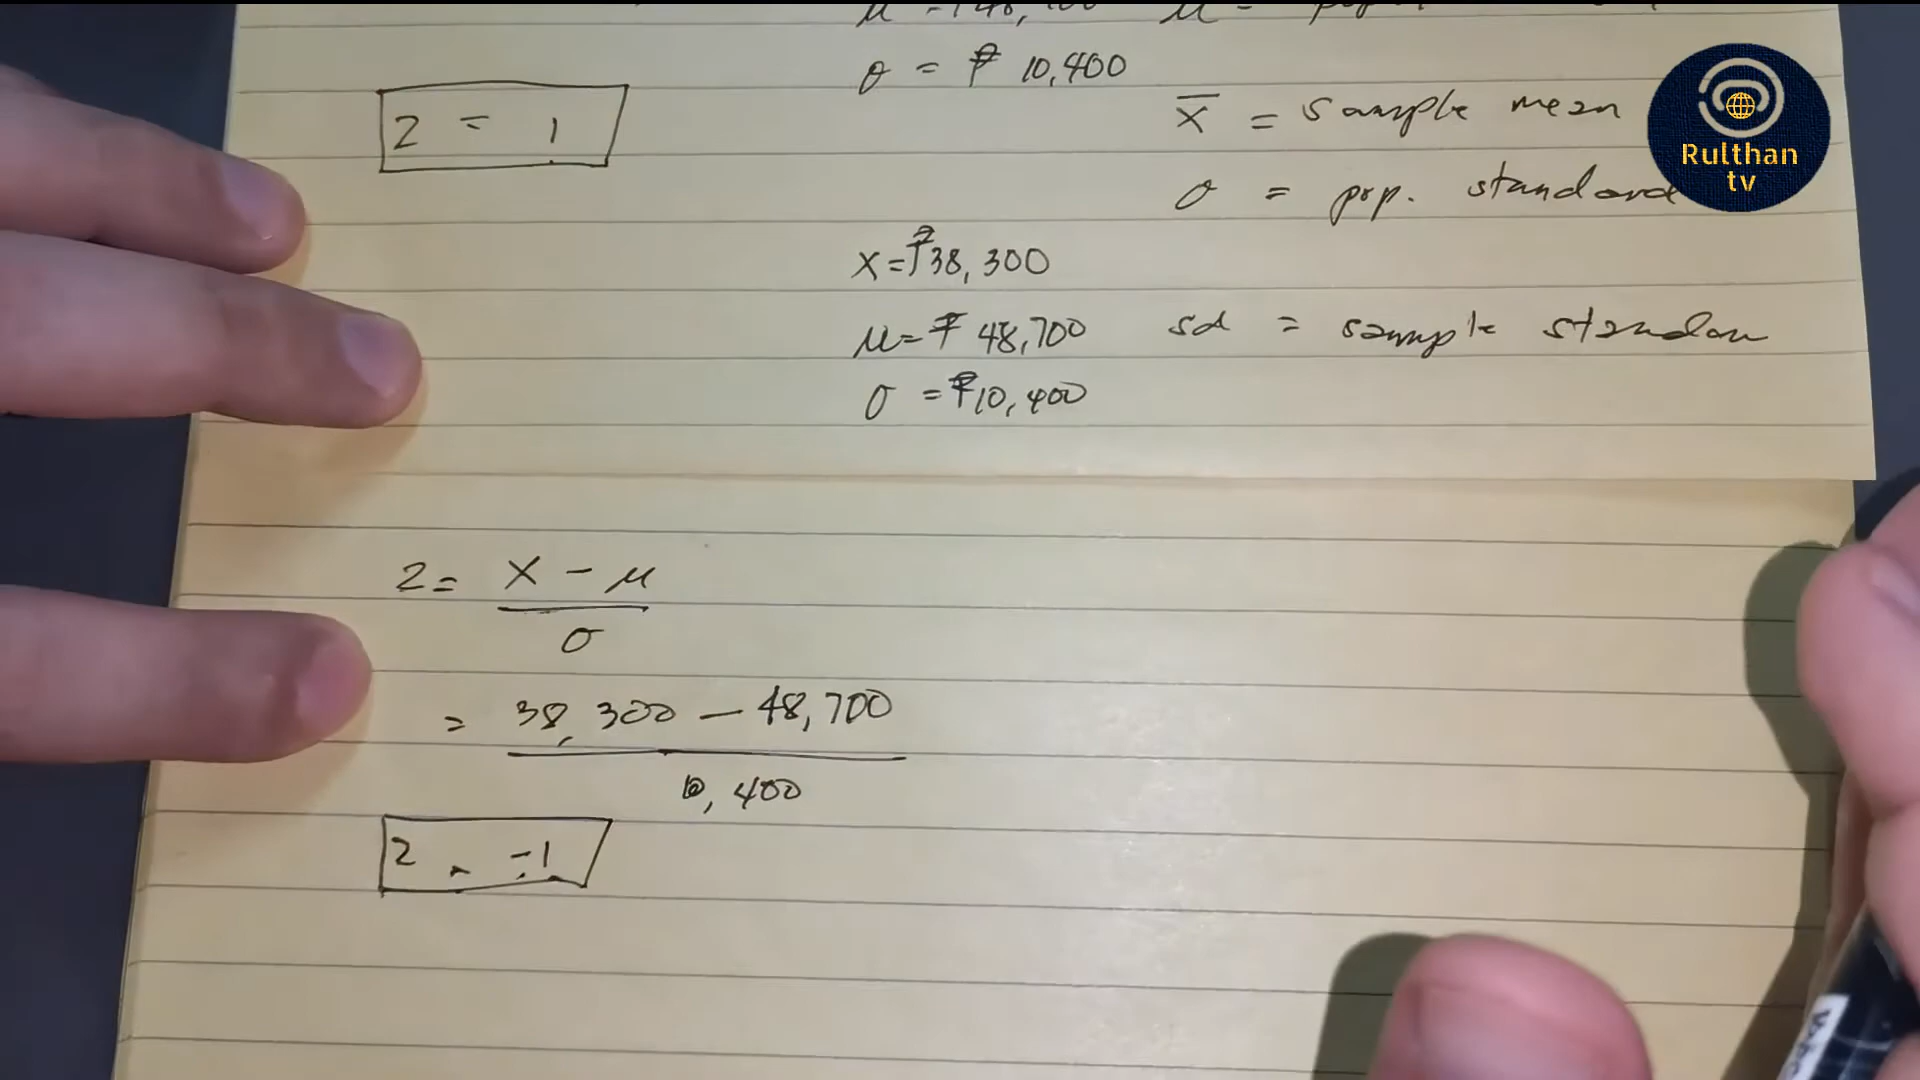 σ = ₱ 10,400
z = 1
x̄ = sample mean
σ = pop. standard
Rulthan
tv
x = ₱38,300
μ = ₱ 48,700
sd = sample
σ = ₱10,400
z = x - μ
σ
= 38,300 - 48,700
10,400
z = -1